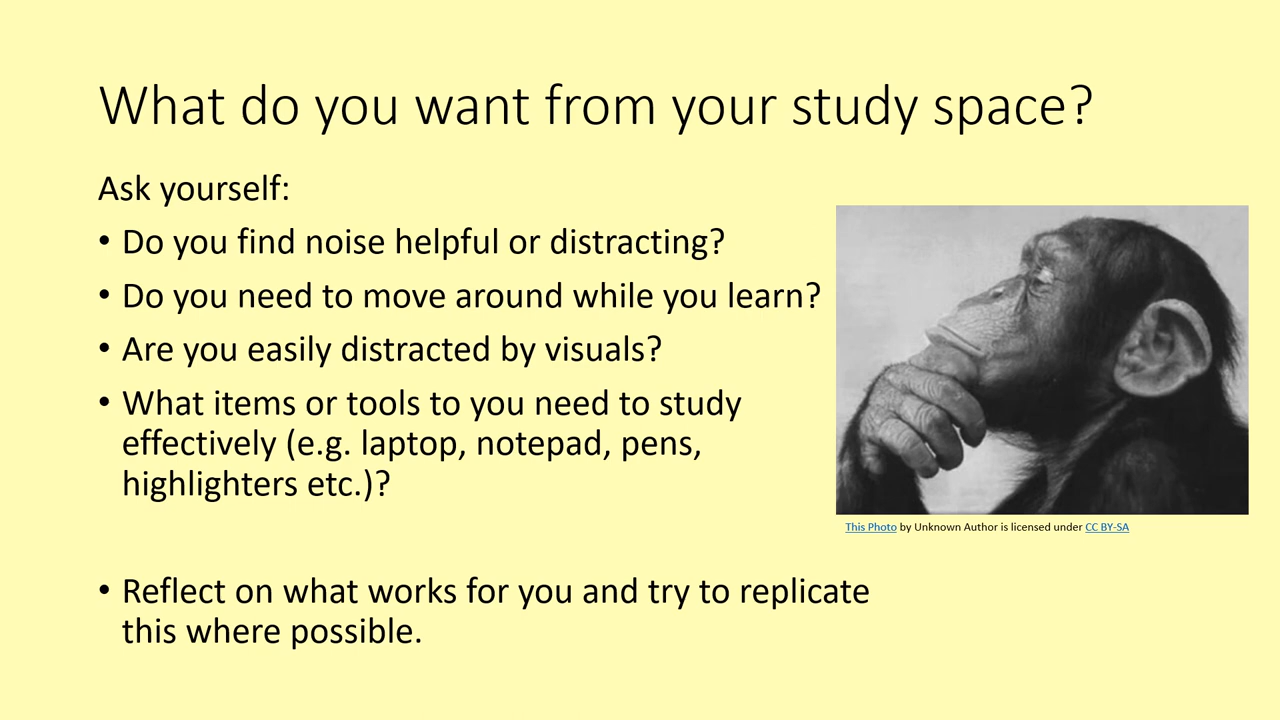 What do you want from your study space?
Ask yourself:
• Do you find noise helpful or distracting?
• Do you need to move around while you learn?
• Are you easily distracted by visuals?
• What items or tools to you need to study
effectively (e.g. laptop, notepad, pens,
highlighters etc.)?
This Photo by Unknown Author is licensed under CC BY-SA
• Reflect on what works for you and try to replicate
this where possible.